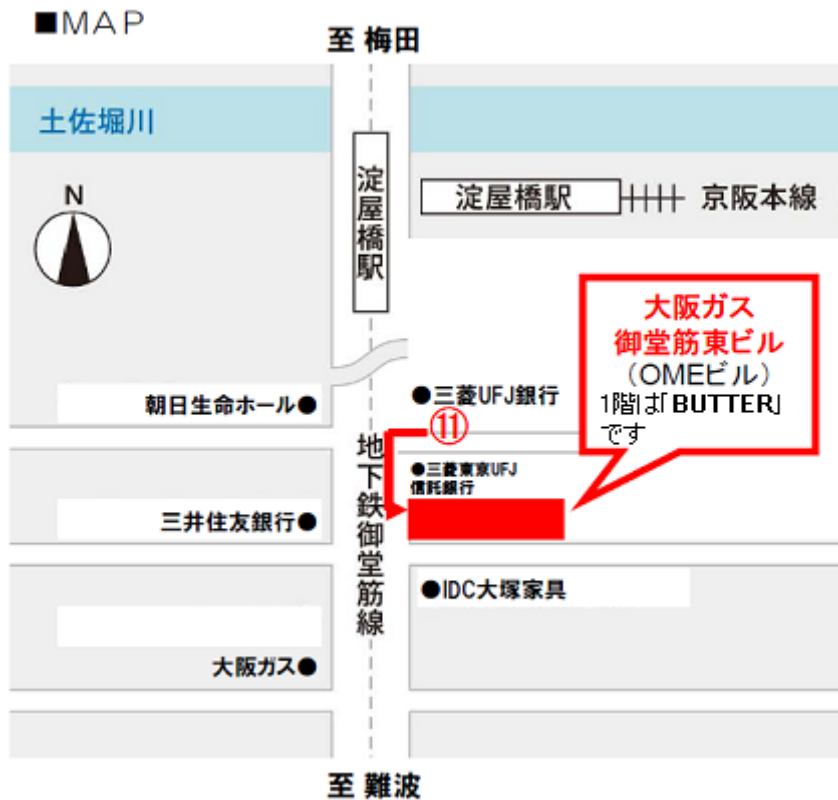 ■MAP
至 梅田
土佐堀川
N
淀屋橋駅
淀屋橋駅
京阪本線
大阪ガス
御堂筋東ビル
（OMEビル）
1階は「BUTTER」
です
●三菱UFJ銀行
朝日生命ホール●
⑪
地下鉄御堂筋線
●三菱東京UFJ
信託銀行
三井住友銀行●
●IDC大塚家具
大阪ガス●
至 難波